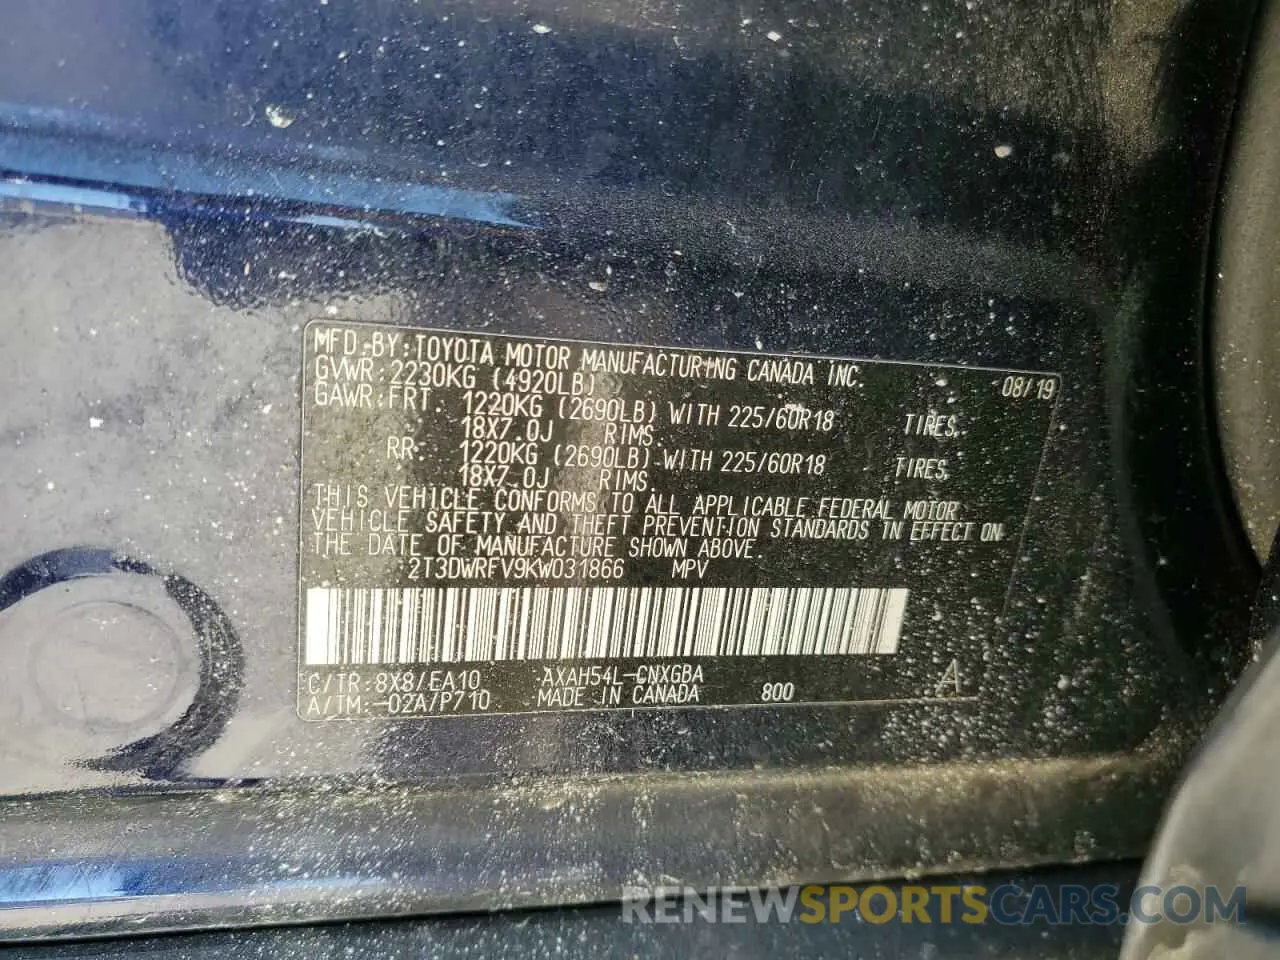 MFD. BY: TOYOTA MOTOR MANUFACTURING CANADA INC. 08/19
GVWR: 2230KG (4920LB)
GAWR: FRT. 1220KG (2690LB) WITH 225/60R18 TIRES,
18X7.0J RIMS.
RR: 1220KG (2690LB) WITH 225/60R18 TIRES,
18X7.0J RIMS.
THIS VEHICLE CONFORMS TO ALL APPLICABLE FEDERAL MOTOR
VEHICLE SAFETY AND THEFT PREVENTION STANDARDS IN EFFECT ON
THE DATE OF MANUFACTURE SHOWN ABOVE.
2T3DWRFV9KW031866 MPV
C/TR: 8X8/EA10 AXAH54L-CNXGBA
A/TM: -02A/P710 MADE IN CANADA 800 A
RENEWSPORTSCARS.COM